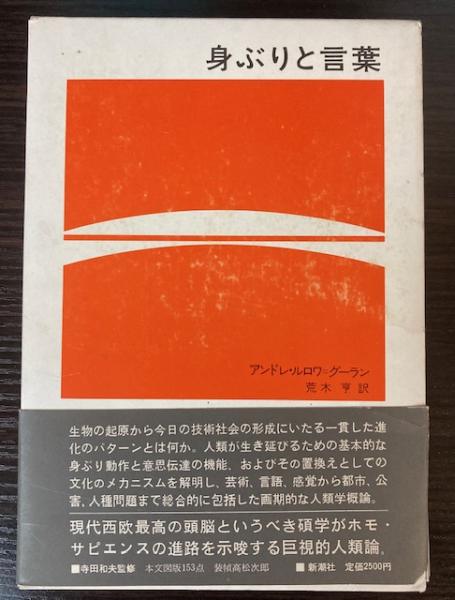 身ぶりと言葉
アンドレ・ルロワ=グーラン
荒木 亨 訳
生物の起原から今日の技術社会の形成にいたる一貫した進
化のパターンとは何か。人類が生き延びるための基本的な
身ぶり動作と意思伝達の機能、およびその置換えとしての
文化のメカニズムを解明し、芸術、言語、感覚から都市、公
害、人種問題まで総合的に包括した画期的な人類学概論。
現代西欧最高の頭脳というべき碩学がホモ・
サピエンスの進路を示唆する巨視的人類論。
■寺田和夫監修 本文図版153点 装幀高松次郎 ■新潮社 定価2500円